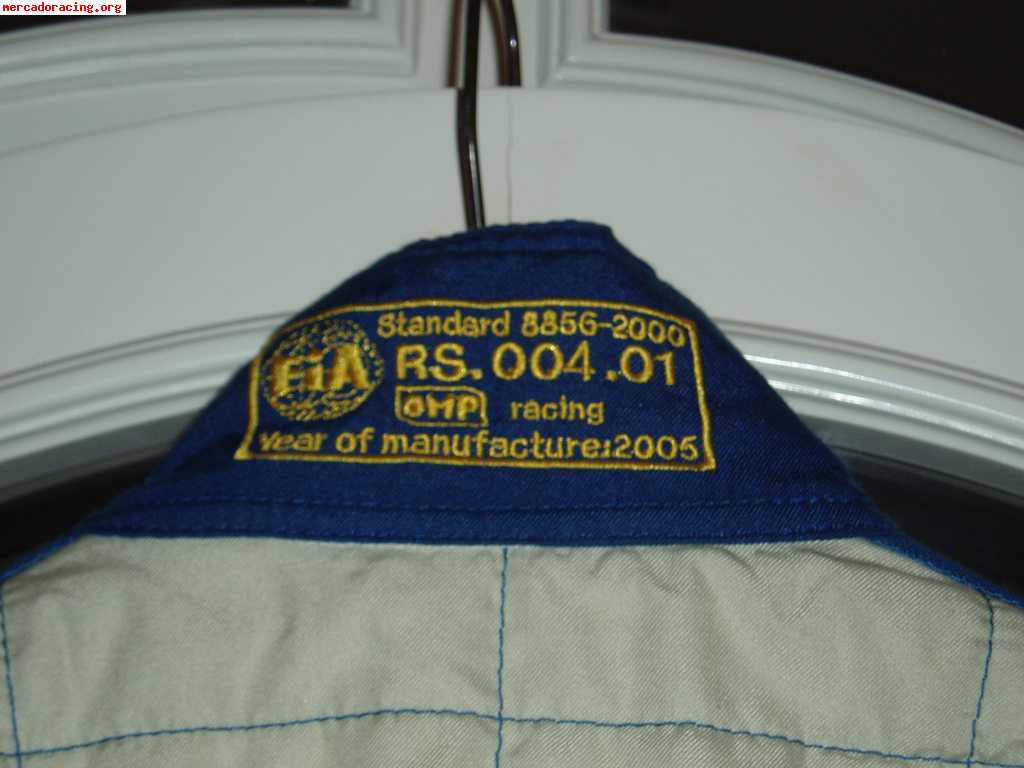 mercadoracing.org
Standard 8856-2000
FiA RS.004.01
OMP racing
Year of manufacture:2005